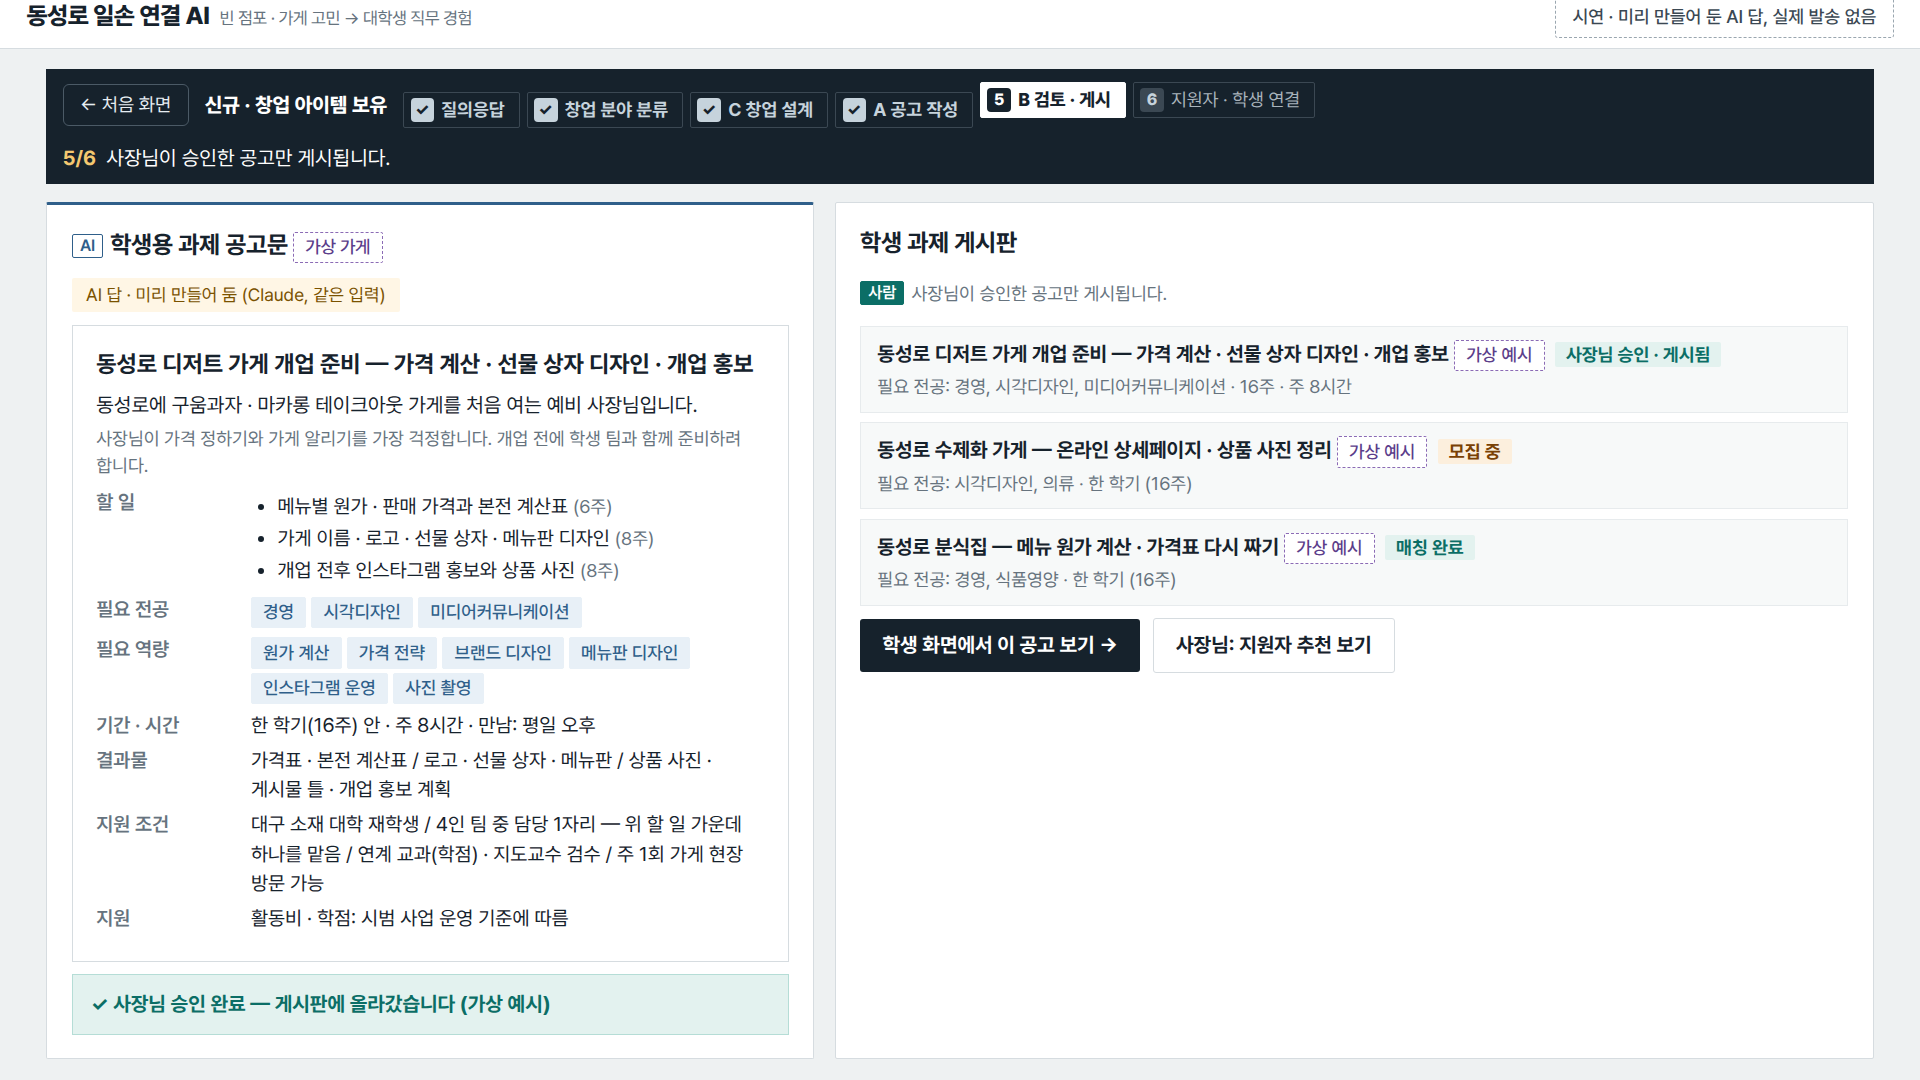 동성로 일손 연결 AI 빈 점포 · 가게 고민 → 대학생 직무 경험
시연 · 미리 만들어 둔 AI 답, 실제 발송 없음
← 처음 화면 신규 · 창업 아이템 보유 ✓ 질의응답 ✓ 창업 분야 분류 ✓ C 창업 설계 ✓ A 공고 작성 5 B 검토 · 게시 6 지원자 · 학생 연결
5/6 사장님이 승인한 공고만 게시됩니다.
AI 학생용 과제 공고문 가상 가게
AI 답 · 미리 만들어 둠 (Claude, 같은 입력)
동성로 디저트 가게 개업 준비 — 가격 계산 · 선물 상자 디자인 · 개업 홍보
동성로에 구움과자 · 마카롱 테이크아웃 가게를 처음 여는 예비 사장님입니다.
사장님이 가격 정하기와 가게 알리기를 가장 걱정합니다. 개업 전에 학생 팀과 함께 준비하려
합니다.
할 일
• 메뉴별 원가 · 판매 가격과 본전 계산표 (6주)
• 가게 이름 · 로고 · 선물 상자 · 메뉴판 디자인 (8주)
• 개업 전후 인스타그램 홍보와 상품 사진 (8주)
필요 전공 경영 시각디자인 미디어커뮤니케이션
필요 역량 원가 계산 가격 전략 브랜드 디자인 메뉴판 디자인
인스타그램 운영 사진 촬영
기간 · 시간 한 학기(16주) 안 · 주 8시간 · 만남: 평일 오후
결과물 가격표 · 본전 계산표 / 로고 · 선물 상자 · 메뉴판 / 상품 사진 ·
게시물 틀 · 개업 홍보 계획
지원 조건 대구 소재 대학 재학생 / 4인 팀 중 담당 1자리 — 위 할 일 가운데
하나를 맡음 / 연계 교과(학점) · 지도교수 검수 / 주 1회 가게 현장
방문 가능
지원 활동비 · 학점: 시범 사업 운영 기준에 따름
✓ 사장님 승인 완료 — 게시판에 올라갔습니다 (가상 예시)
학생 과제 게시판
사람 사장님이 승인한 공고만 게시됩니다.
동성로 디저트 가게 개업 준비 — 가격 계산 · 선물 상자 디자인 · 개업 홍보 가상 예시 사장님 승인 · 게시됨
필요 전공: 경영, 시각디자인, 미디어커뮤니케이션 · 16주 · 주 8시간
동성로 수제화 가게 — 온라인 상세페이지 · 상품 사진 정리 가상 예시 모집 중
필요 전공: 시각디자인, 의류 · 한 학기 (16주)
동성로 분식집 — 메뉴 원가 계산 · 가격표 다시 짜기 가상 예시 매칭 완료
필요 전공: 경영, 식품영양 · 한 학기 (16주)
학생 화면에서 이 공고 보기 → 사장님: 지원자 추천 보기